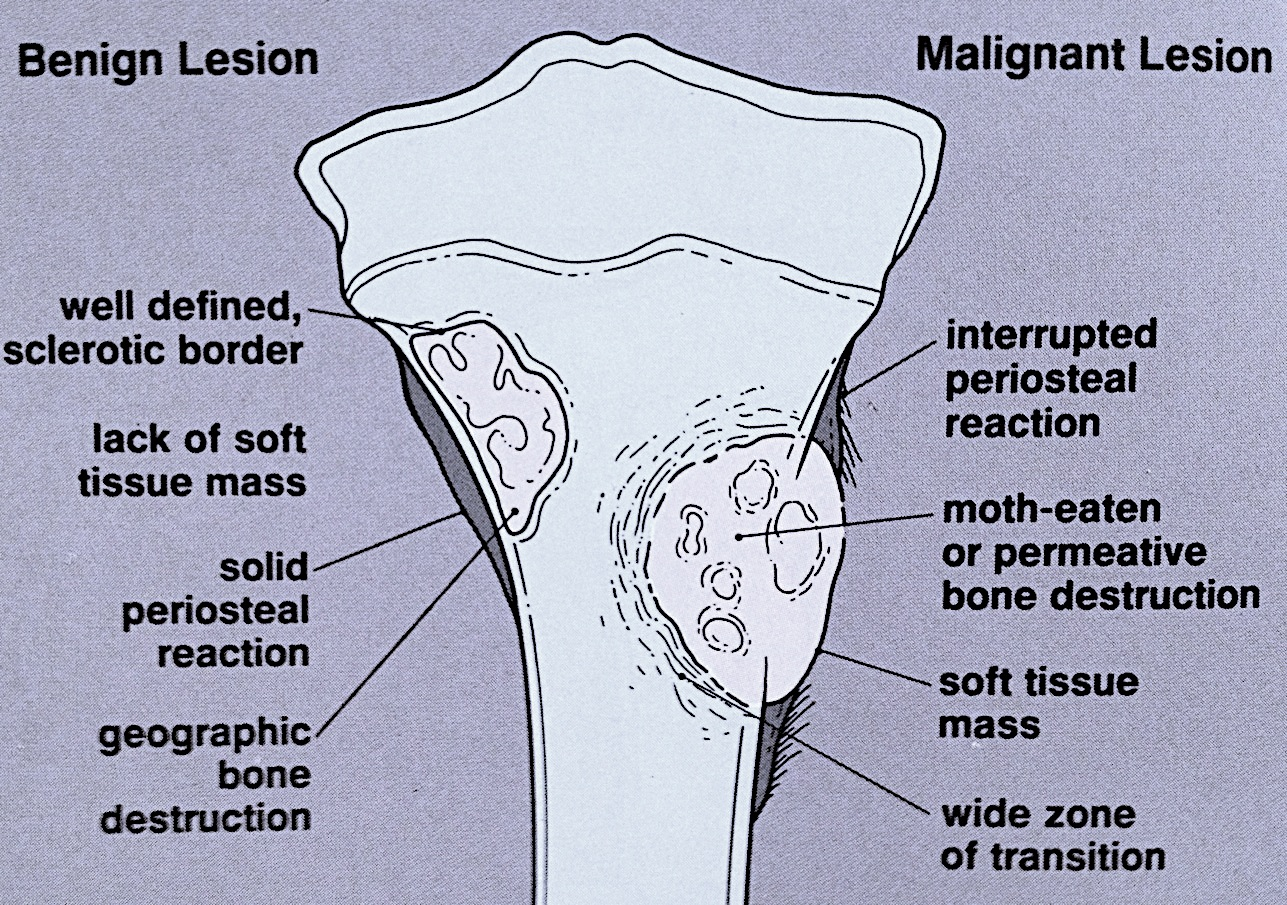 Benign Lesion
Malignant Lesion
well defined,
sclerotic border
lack of soft
tissue mass
solid
periosteal
reaction
geographic
bone
destruction
interrupted
periosteal
reaction
moth-eaten
or permeative
bone destruction
soft tissue
mass
wide zone
of transition